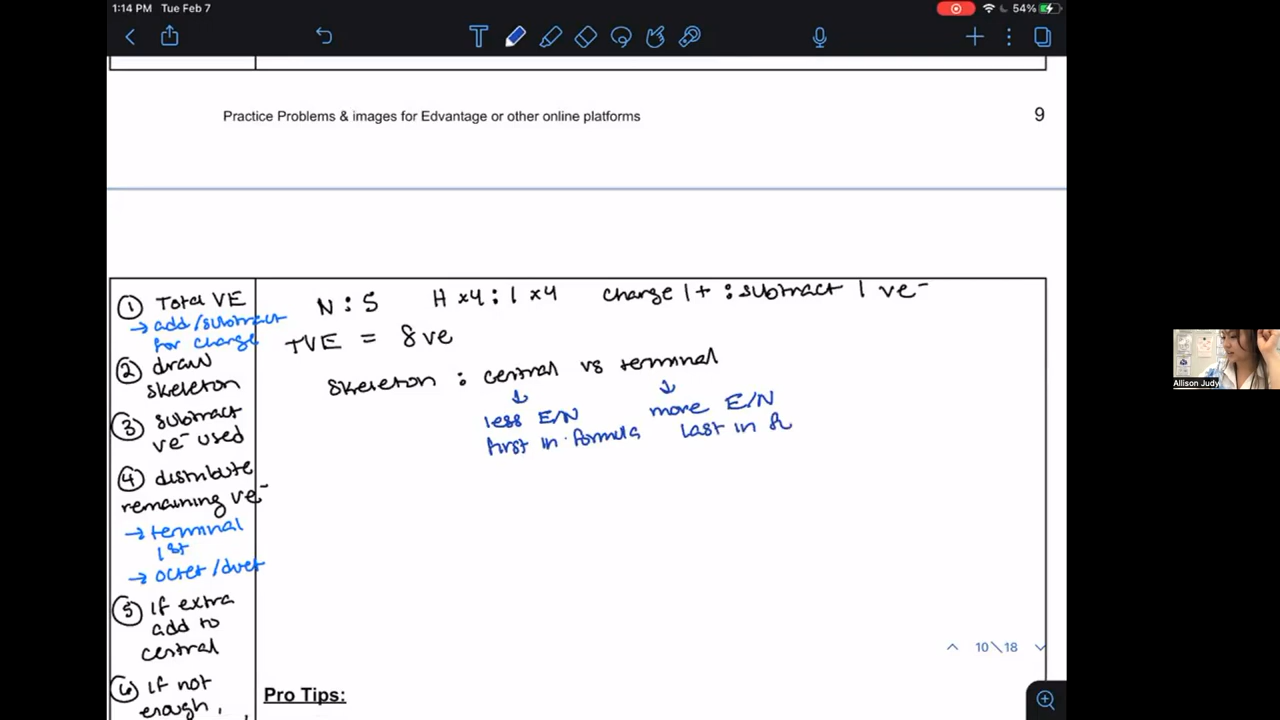 1:14 PM Tue Feb 7
54%
T
Practice Problems & images for Edvantage or other online platforms
9
① Total VE
→ add/subtract
for charge
② draw
skeleton
③ subtract
ve⁻ used
④ distribute
remaining ve⁻
→ terminal
1st
→ octet/duet
⑤ if extra
add to
central
⑥ if not
enough,
N : 5 H x4 : 1 x4 charge 1+ : subtract 1 ve⁻
TVE = 8 ve
Skeleton : central vs terminal
↓ ↓
less E/N more E/N
first in formula last in
Pro Tips:
10\18
Allison Judy